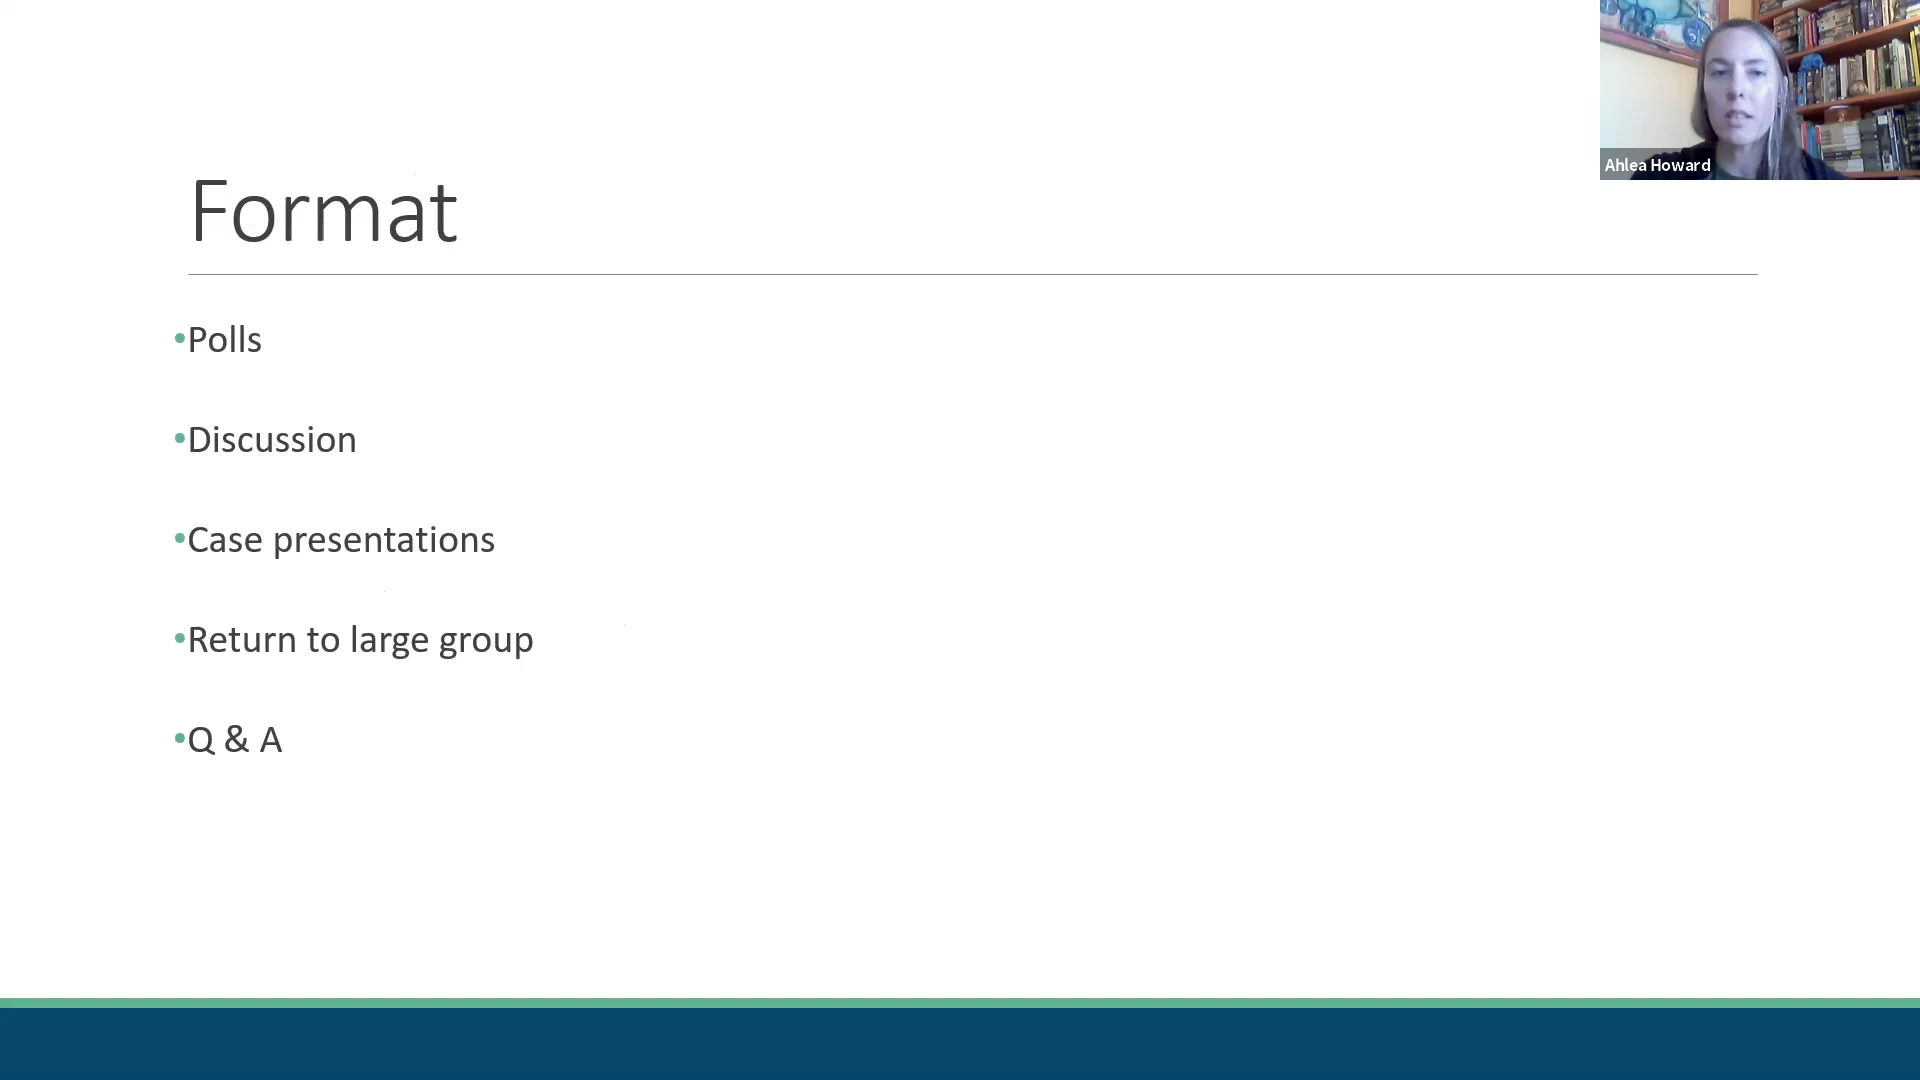 Format
•Polls
•Discussion
•Case presentations
•Return to large group
•Q & A
Ahlea Howard